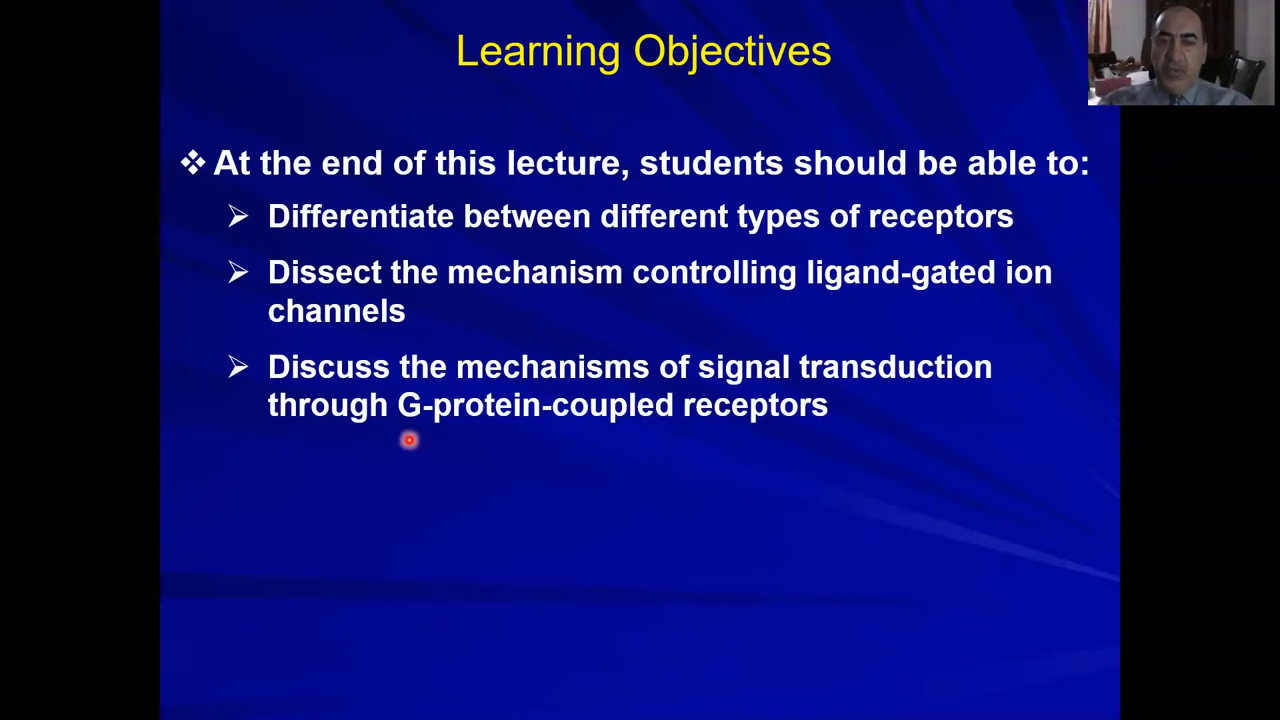 Learning Objectives
❖ At the end of this lecture, students should be able to:
➢ Differentiate between different types of receptors
➢ Dissect the mechanism controlling ligand-gated ion
channels
➢ Discuss the mechanisms of signal transduction
through G-protein-coupled receptors